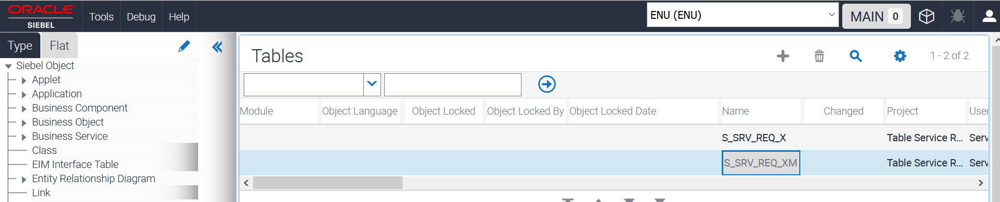 ORACLE
SIEBEL
Tools Debug Help
ENU (ENU)
MAIN 0
Type Flat
Siebel Object
Applet
Application
Business Component
Business Object
Business Service
Class
EIM Interface Table
Entity Relationship Diagram
Link
Tables
1 - 2 of 2
Module Object Language Object Locked Object Locked By Object Locked Date Name Changed Project User
S_SRV_REQ_X Table Service R... Serv
S_SRV_REQ_XM Table Service R... Serv